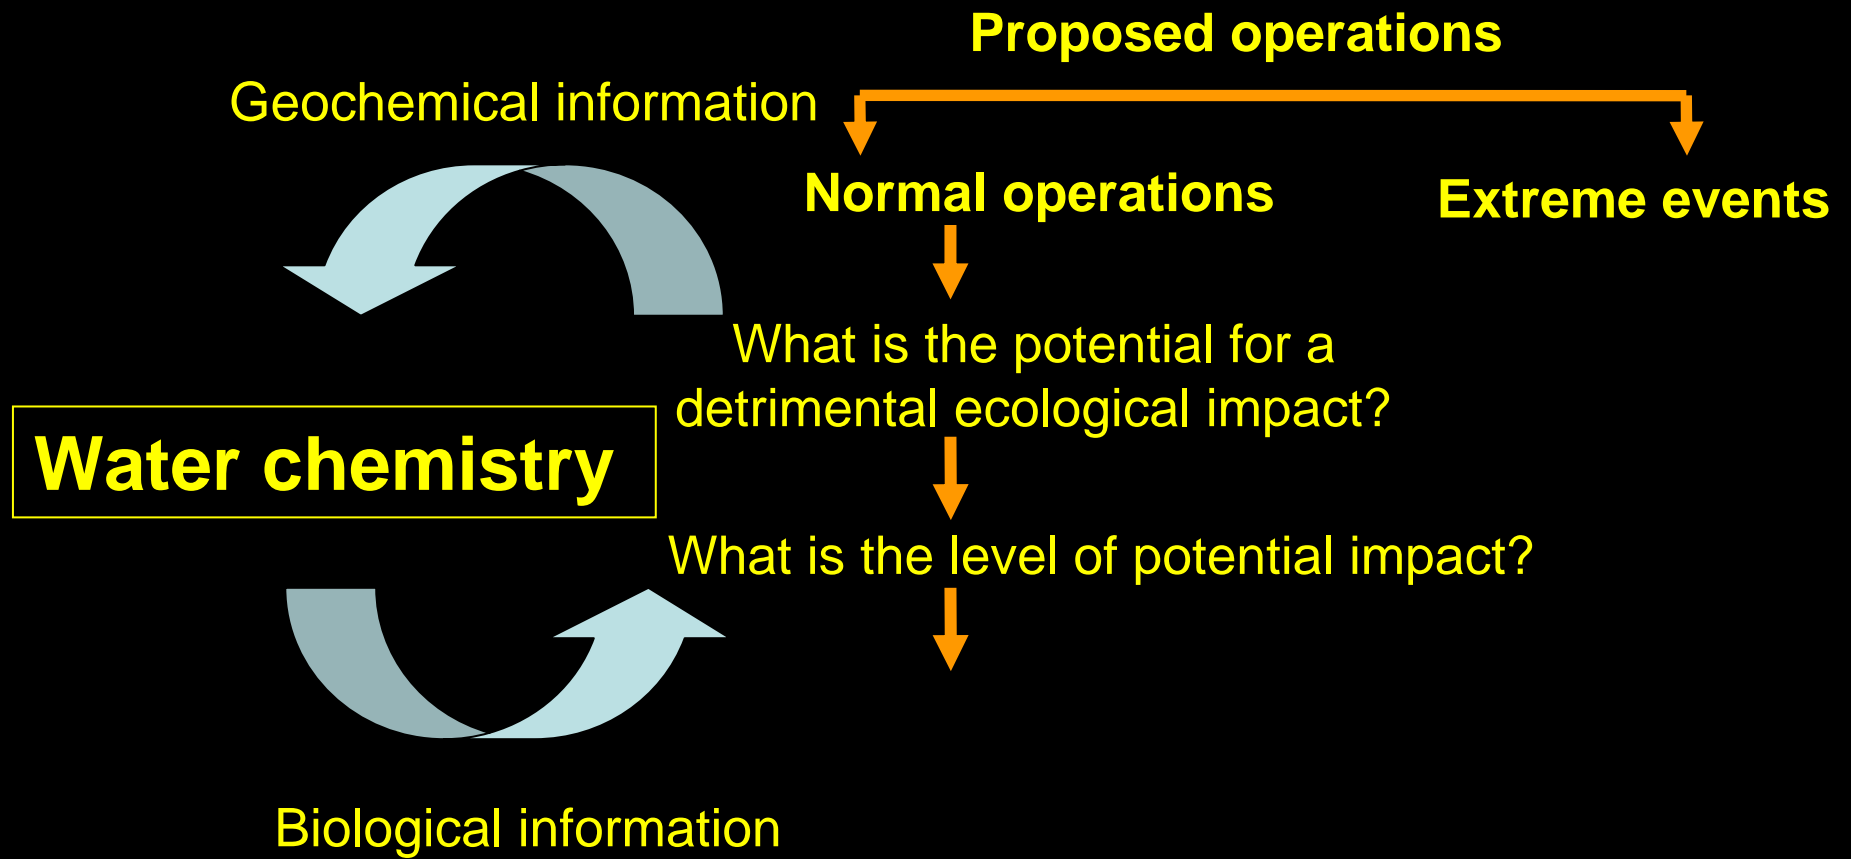 Proposed operations
Geochemical information
Normal operations
Extreme events
What is the potential for a
detrimental ecological impact?
Water chemistry
What is the level of potential impact?
Biological information